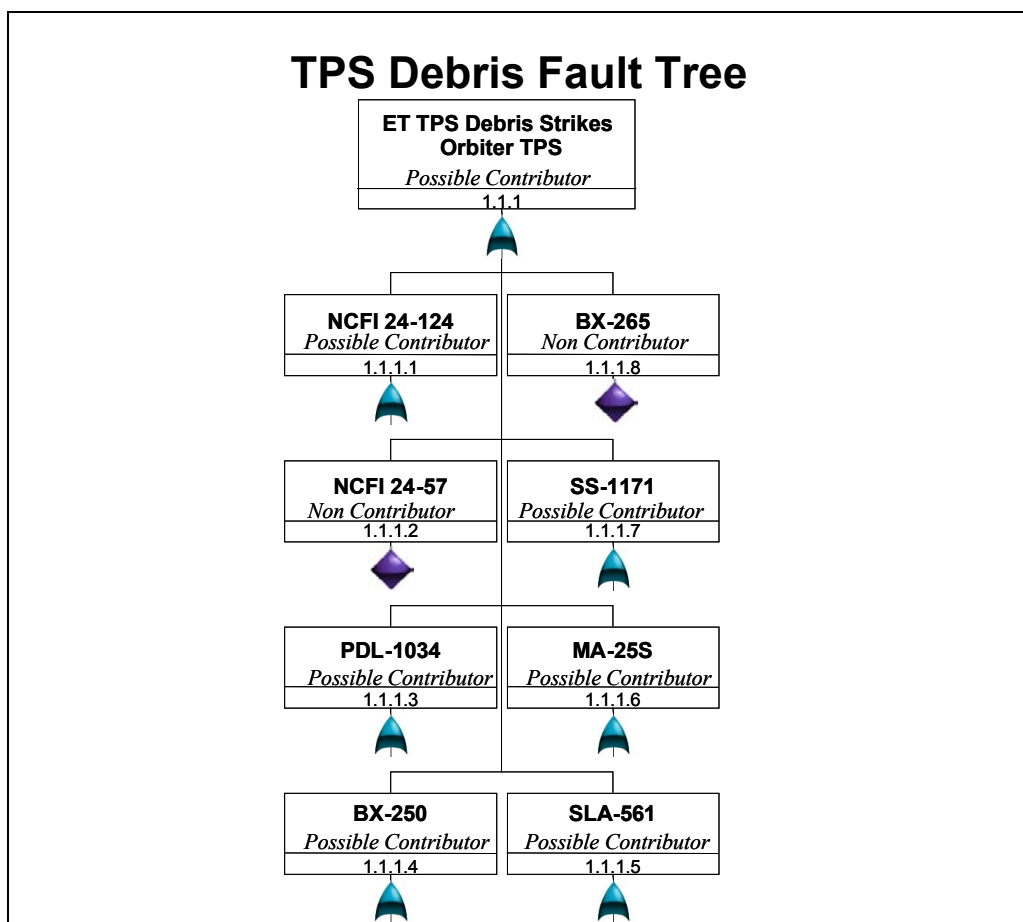 TPS Debris Fault Tree
ET TPS Debris Strikes
Orbiter TPS
Possible Contributor
1.1.1
NCFI 24-124
Possible Contributor
1.1.1.1
BX-265
Non Contributor
1.1.1.8
NCFI 24-57
Non Contributor
1.1.1.2
SS-1171
Possible Contributor
1.1.1.7
PDL-1034
Possible Contributor
1.1.1.3
MA-25S
Possible Contributor
1.1.1.6
BX-250
Possible Contributor
1.1.1.4
SLA-561
Possible Contributor
1.1.1.5